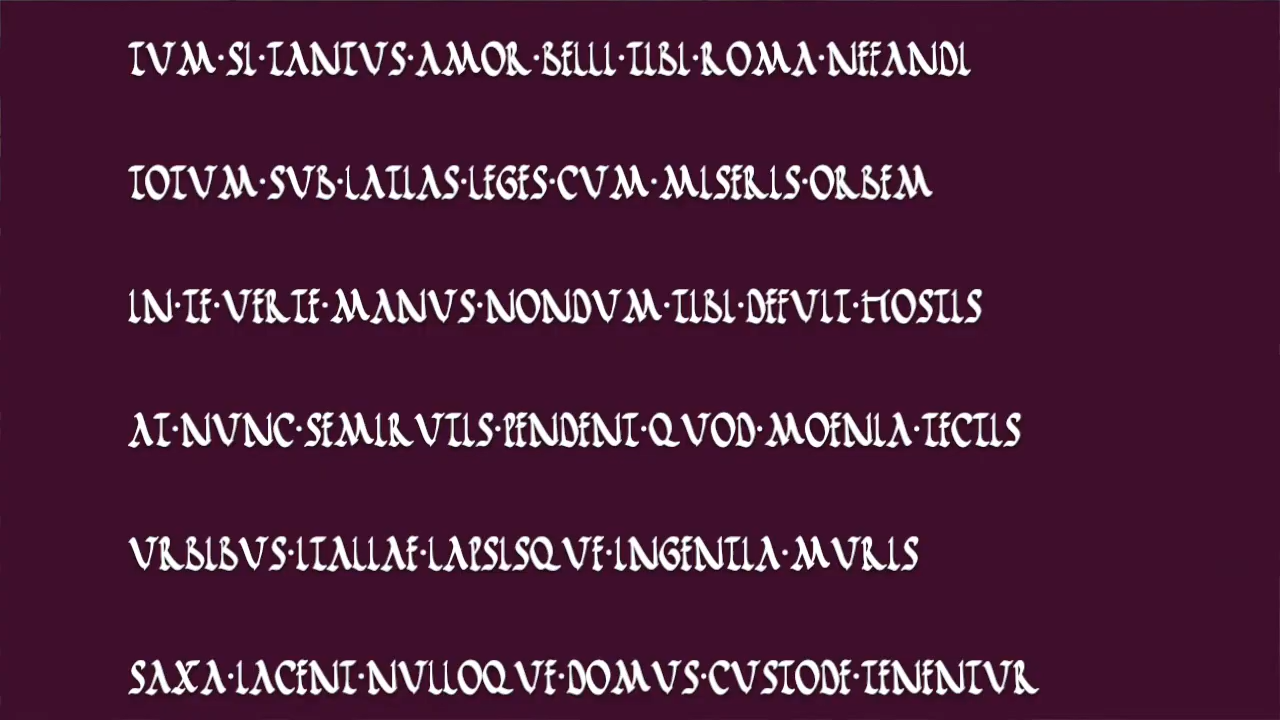 TVM·SI·TANTVS·AMOR·BELLI·TIBI·ROMA·NEFANDI
TOTVM·SVB·LATIAS·LEGES·CVM·MISERIS·ORBEM
IN·TE·VERTE·MANVS·NONDVM·TIBI·DEFVIT·HOSTIS
AT·NVNC·SEMIRVTIS·PENDENT·QVOD·MOENIA·TECTIS
VRBIBVS·ITALIAE·LAPSISQVE·INGENTIA·MVRIS
SAXA·IACENT·NVLLOQVE·DOMVS·CVSTODE·TENENTVR